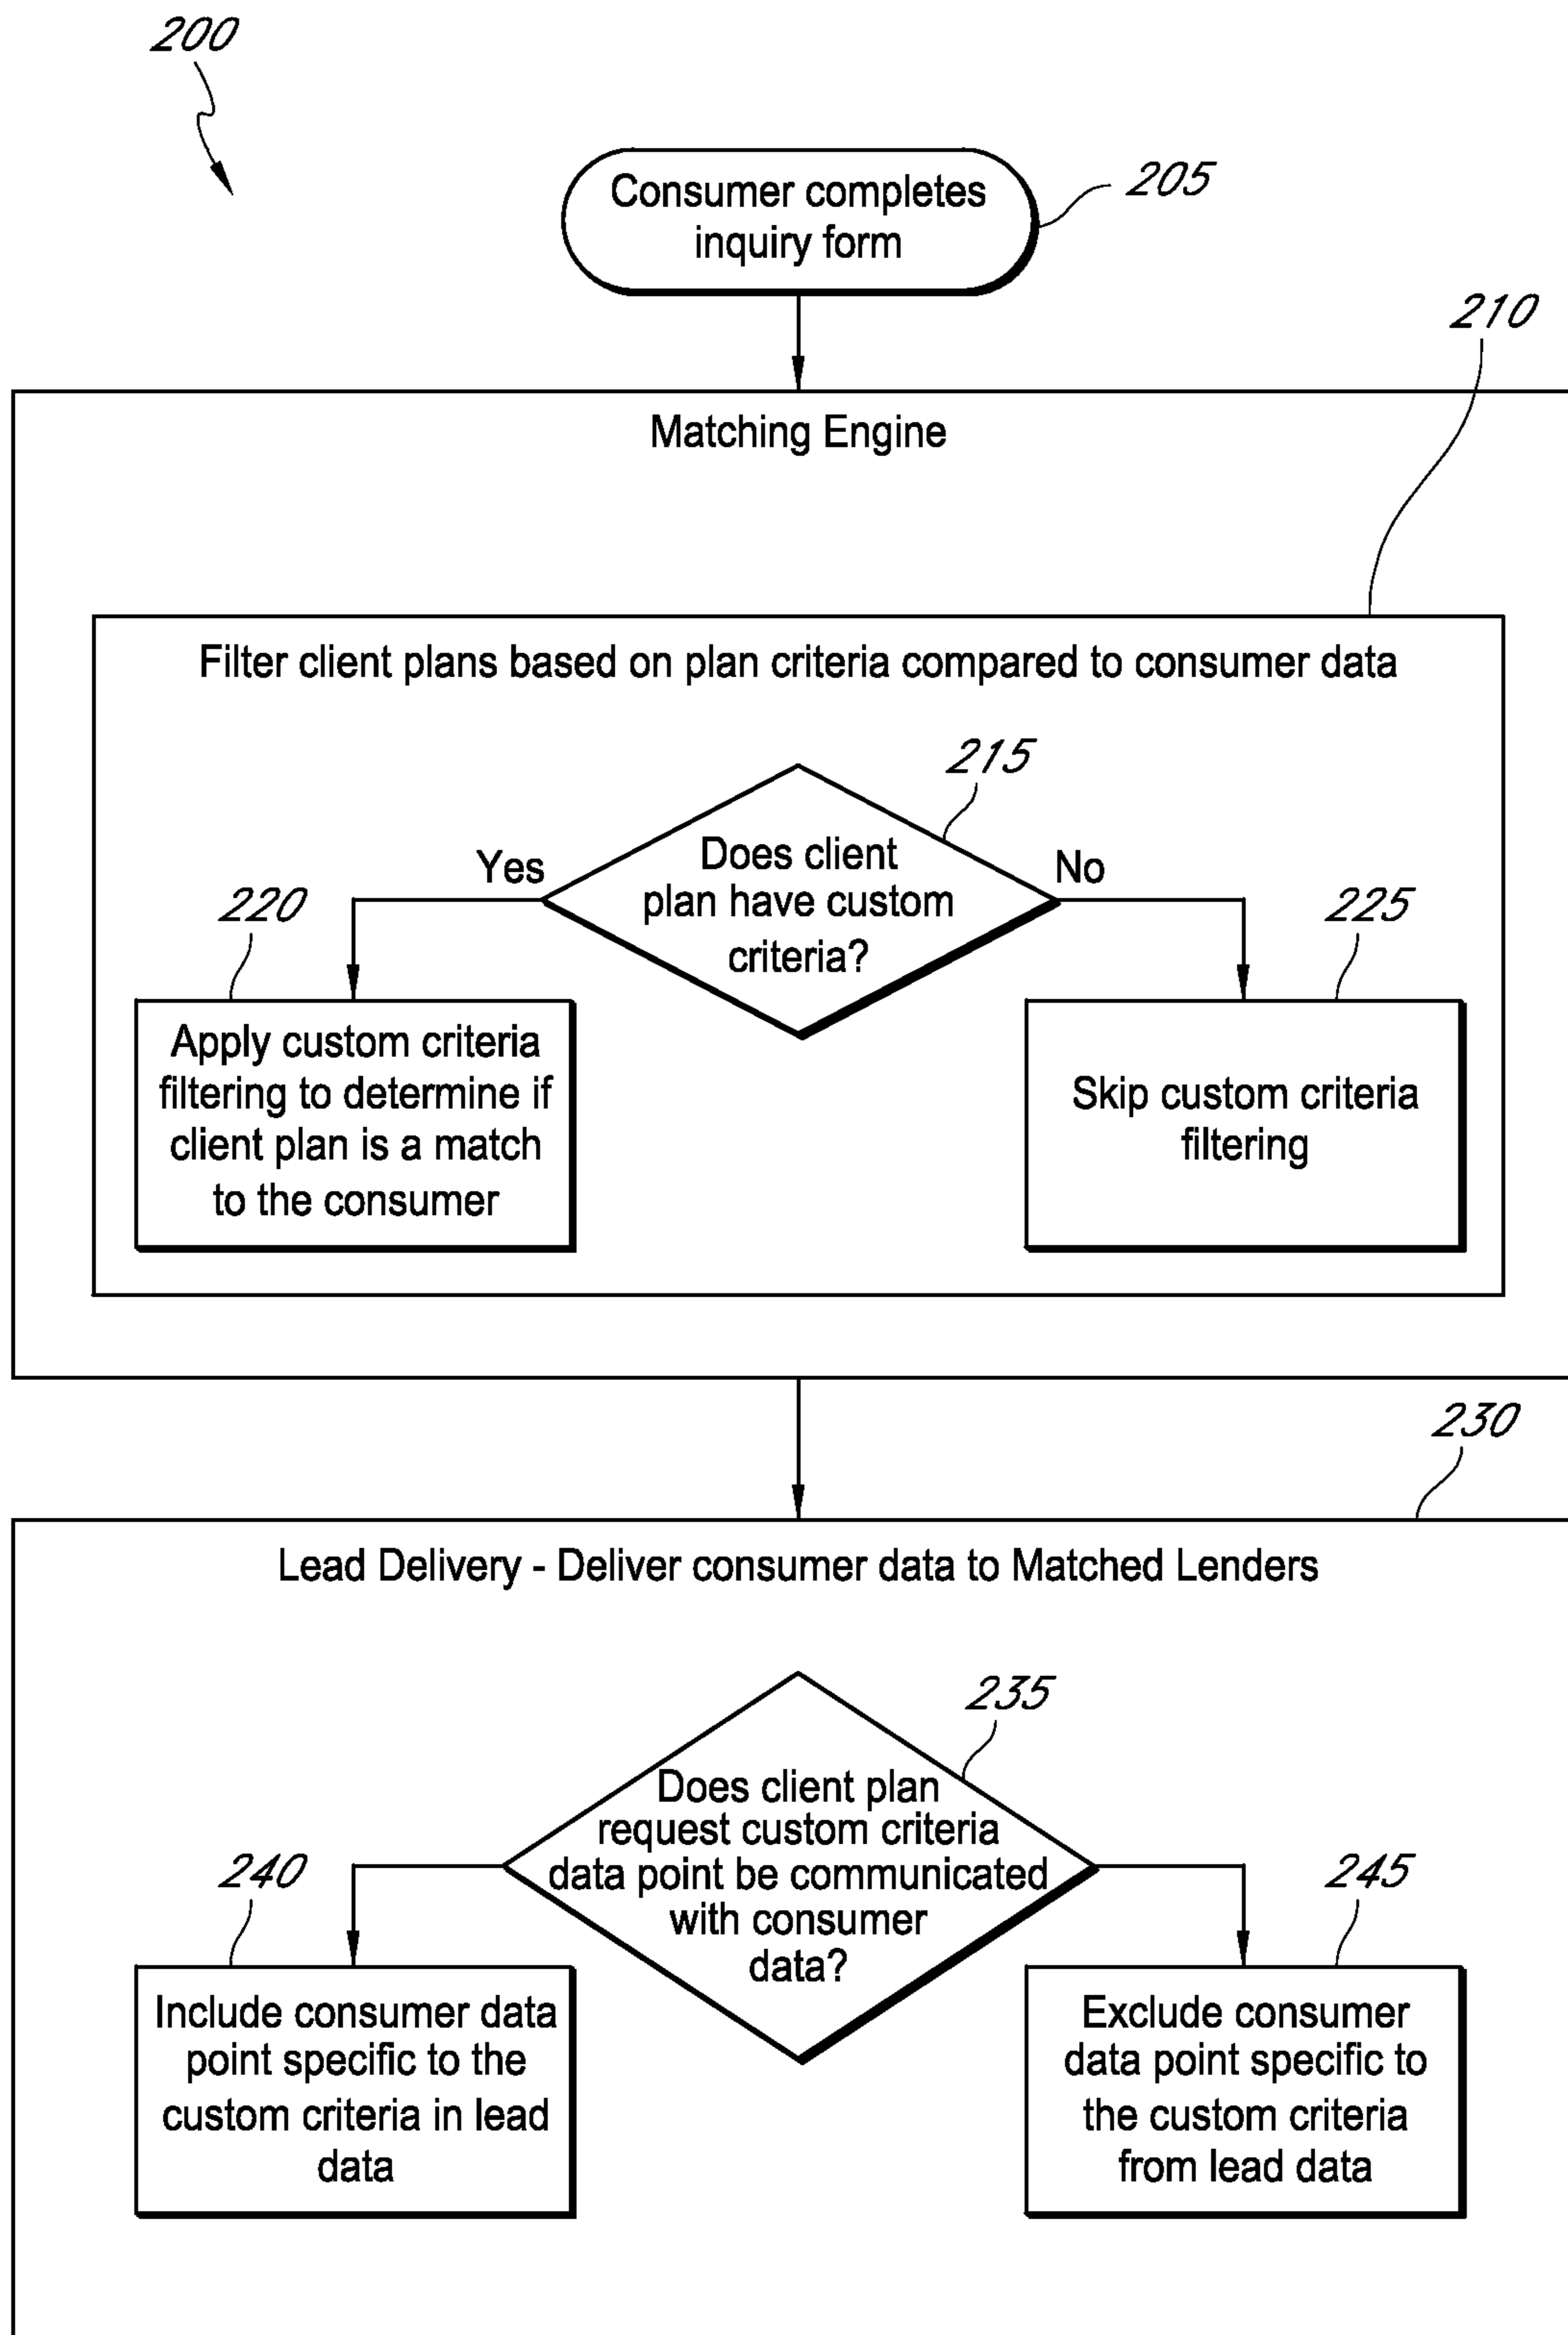 200
Consumer completes
inquiry form
205
210
Matching Engine
Filter client plans based on plan criteria compared to consumer data
215
Does client
plan have custom
criteria?
Yes
No
220
225
Apply custom criteria
filtering to determine if
client plan is a match
to the consumer
Skip custom criteria
filtering
230
Lead Delivery - Deliver consumer data to Matched Lenders
235
Does client plan
request custom criteria
data point be communicated
with consumer
data?
240
245
Include consumer data
point specific to the
custom criteria in lead
data
Exclude consumer
data point specific to
the custom criteria
from lead data